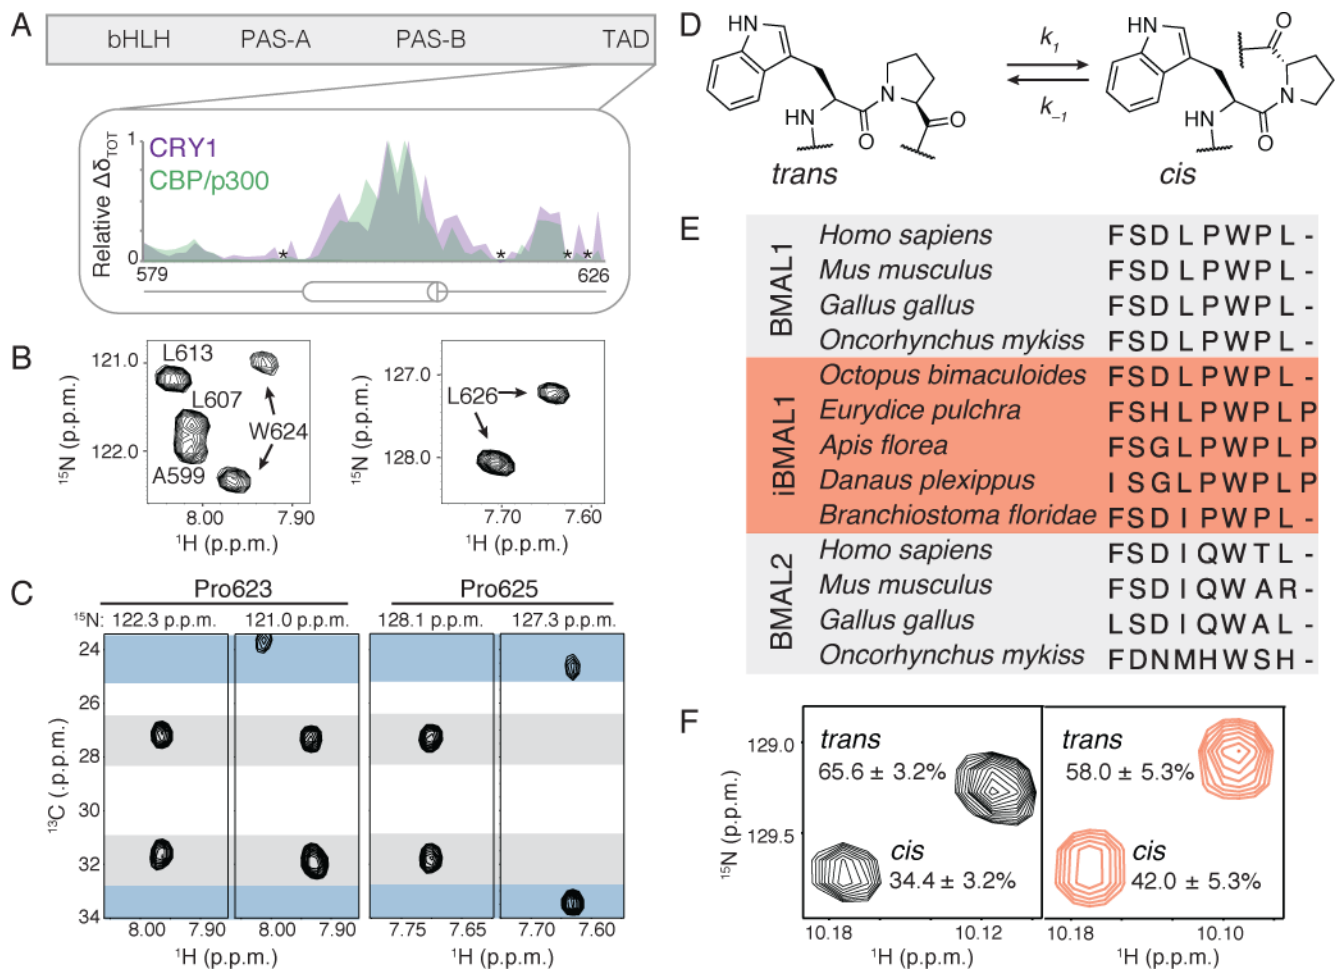 A
bHLH PAS-A PAS-B TAD
Relative ΔδTOT
1
CRY1
CBP/p300
0
* * * *
579 626
B
15N (p.p.m.)
121.0
122.0
L613
L607
W624
A599
8.00 7.90
1H (p.p.m.)
15N (p.p.m.)
127.0
128.0
L626
7.70 7.60
1H (p.p.m.)
C
Pro623 Pro625
15N: 122.3 p.p.m. 121.0 p.p.m. 128.1 p.p.m. 127.3 p.p.m.
13C (.p.p.m.)
24
26
28
30
32
34
8.00 7.90 8.00 7.90 7.75 7.65 7.70 7.60
1H (p.p.m.) 1H (p.p.m.)
D
HN
HN
N
O
O
trans
k1
k-1
HN
O
N
HN
O
cis
E
BMAL1
Homo sapiens FSDLPWPL-
Mus musculus FSDLPWPL-
Gallus gallus FSDLPWPL-
Oncorhynchus mykiss FSDLPWPL-
iBMAL1
Octopus bimaculoides FSDLPWPL-
Eurydice pulchra FSHLPWPLP
Apis florea FSGLPWPLP
Danaus plexippus ISGLPWPLP
Branchiostoma floridae FSDIPWPL-
BMAL2
Homo sapiens FSDIQWTL-
Mus musculus FSDIQWAR-
Gallus gallus LSDIQWAL-
Oncorhynchus mykiss FDNMHWSH-
F
15N (p.p.m.)
129.0
129.5
trans
65.6 ± 3.2%
cis
34.4 ± 3.2%
10.18 10.12
trans
58.0 ± 5.3%
cis
42.0 ± 5.3%
10.18 10.10
1H (p.p.m.) 1H (p.p.m.)